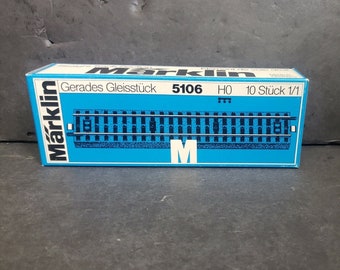 Märklin
Märklin
Gerades Gleisstück 5106 H0 10 Stück 1/1
M